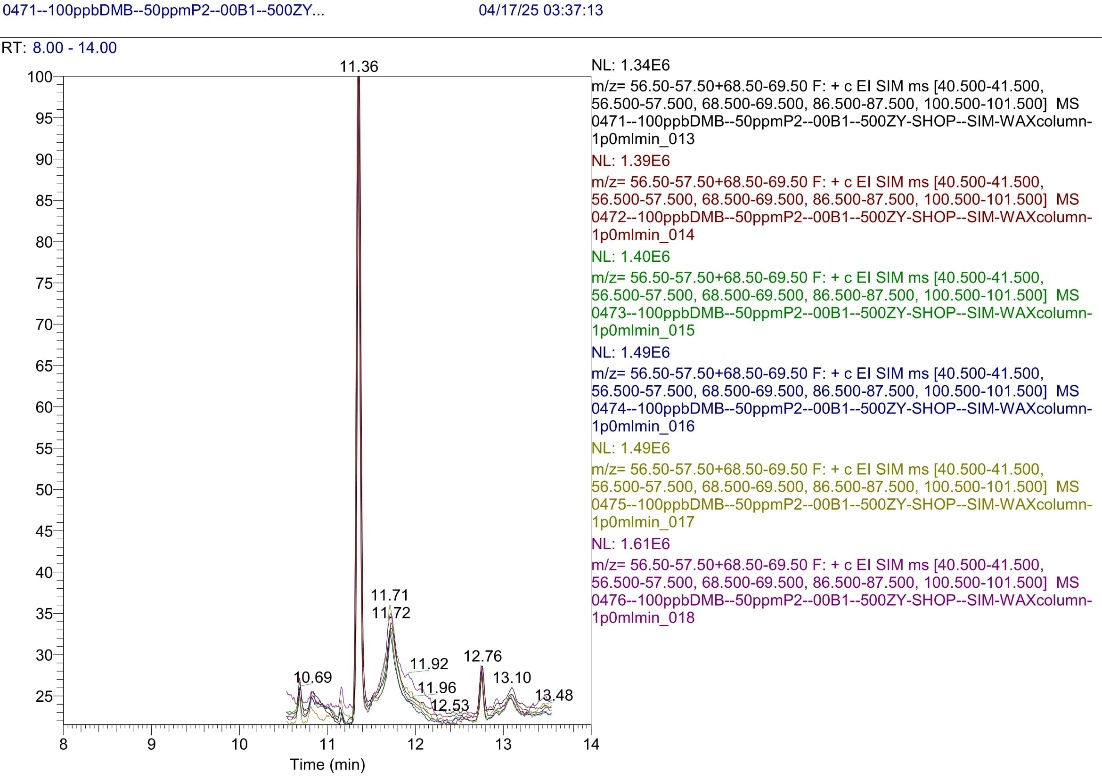 0471--100ppbDMB--50ppmP2--00B1--500ZY... 04/17/25 03:37:13
RT: 8.00 - 14.00
NL: 1.34E6
m/z= 56.50-57.50+68.50-69.50 F: + c EI SIM ms [40.500-41.500,
56.500-57.500, 68.500-69.500, 86.500-87.500, 100.500-101.500] MS
0471--100ppbDMB--50ppmP2--00B1--500ZY-SHOP--SIM-WAXcolumn-
1p0mlmin_013
NL: 1.39E6
m/z= 56.50-57.50+68.50-69.50 F: + c EI SIM ms [40.500-41.500,
56.500-57.500, 68.500-69.500, 86.500-87.500, 100.500-101.500] MS
0472--100ppbDMB--50ppmP2--00B1--500ZY-SHOP--SIM-WAXcolumn-
1p0mlmin_014
NL: 1.40E6
m/z= 56.50-57.50+68.50-69.50 F: + c EI SIM ms [40.500-41.500,
56.500-57.500, 68.500-69.500, 86.500-87.500, 100.500-101.500] MS
0473--100ppbDMB--50ppmP2--00B1--500ZY-SHOP--SIM-WAXcolumn-
1p0mlmin_015
NL: 1.49E6
m/z= 56.50-57.50+68.50-69.50 F: + c EI SIM ms [40.500-41.500,
56.500-57.500, 68.500-69.500, 86.500-87.500, 100.500-101.500] MS
0474--100ppbDMB--50ppmP2--00B1--500ZY-SHOP--SIM-WAXcolumn-
1p0mlmin_016
NL: 1.49E6
m/z= 56.50-57.50+68.50-69.50 F: + c EI SIM ms [40.500-41.500,
56.500-57.500, 68.500-69.500, 86.500-87.500, 100.500-101.500] MS
0475--100ppbDMB--50ppmP2--00B1--500ZY-SHOP--SIM-WAXcolumn-
1p0mlmin_017
NL: 1.61E6
m/z= 56.50-57.50+68.50-69.50 F: + c EI SIM ms [40.500-41.500,
56.500-57.500, 68.500-69.500, 86.500-87.500, 100.500-101.500] MS
0476--100ppbDMB--50ppmP2--00B1--500ZY-SHOP--SIM-WAXcolumn-
1p0mlmin_018
11.36
100
95
90
85
80
75
70
65
60
55
50
45
40
35
30
25
11.71
11.72
11.92
11.96
12.53
12.76
13.10
13.48
10.69
8 9 10 11 12 13 14
Time (min)